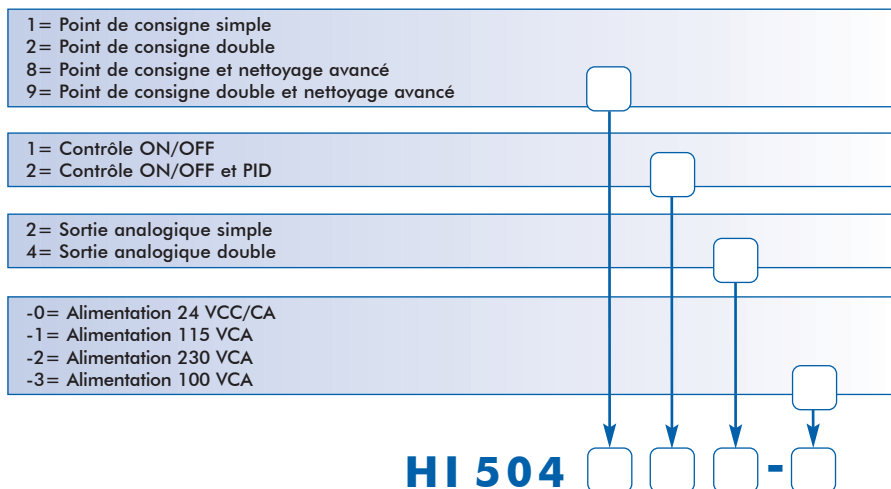 1= Point de consigne simple
2= Point de consigne double
8= Point de consigne et nettoyage avancé
9= Point de consigne double et nettoyage avancé
1= Contrôle ON/OFF
2= Contrôle ON/OFF et PID
2= Sortie analogique simple
4= Sortie analogique double
-0= Alimentation 24 VCC/CA
-1= Alimentation 115 VCA
-2= Alimentation 230 VCA
-3= Alimentation 100 VCA
HI 504 -